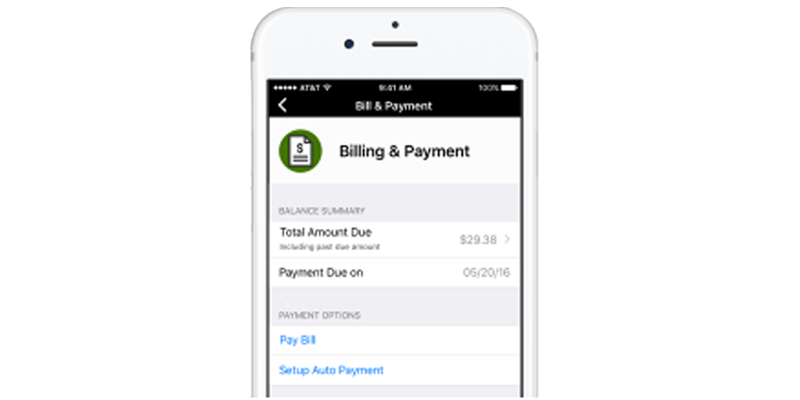 AT&T 9:41 AM 100%
Bill & Payment
$
Billing & Payment
BALANCE SUMMARY
Total Amount Due
Including past due amount
$29.38
Payment Due on 05/20/16
PAYMENT OPTIONS
Pay Bill
Setup Auto Payment